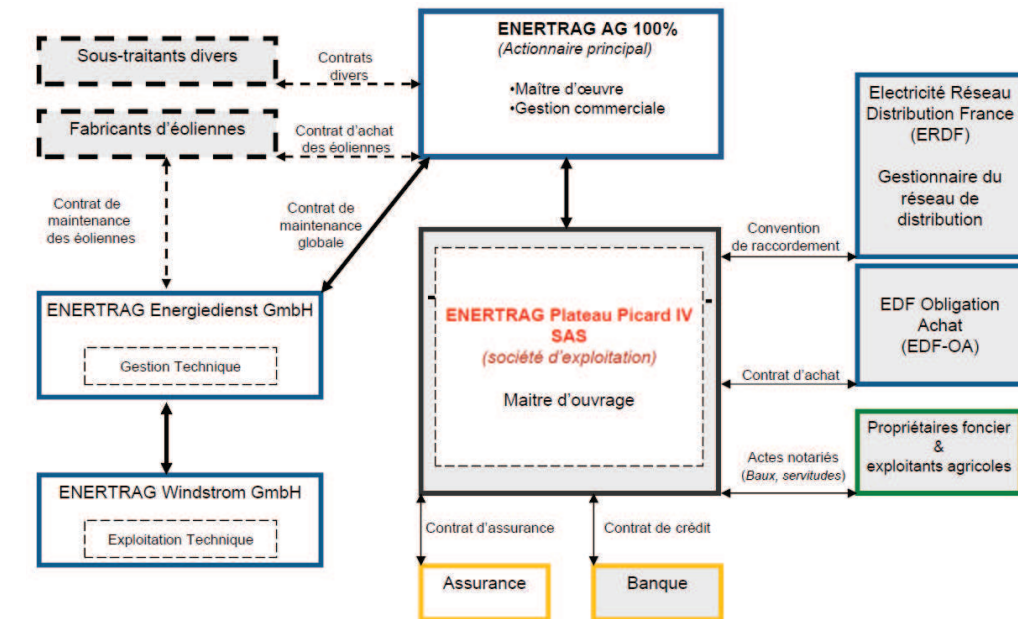 ENERTRAG AG 100%
(Actionnaire principal)
•Maître d'œuvre
•Gestion commerciale
Sous-traitants divers
Contrats
divers
Fabricants d'éoliennes
Contrat d'achat
des éoliennes
Contrat de
maintenance
des éoliennes
Contrat de
maintenance
globale
Electricité Réseau
Distribution France
(ERDF)
Gestionnaire du
réseau de
distribution
Convention
de raccordement
ENERTRAG Energiedienst GmbH
Gestion Technique
ENERTRAG Plateau Picard IV
SAS
(société d'exploitation)
Maitre d'ouvrage
EDF Obligation
Achat
(EDF-OA)
Contrat d'achat
Propriétaires foncier
&
exploitants agricoles
Actes notariés
(Baux, servitudes)
ENERTRAG Windstrom GmbH
Exploitation Technique
Contrat d'assurance
Contrat de crédit
Assurance
Banque